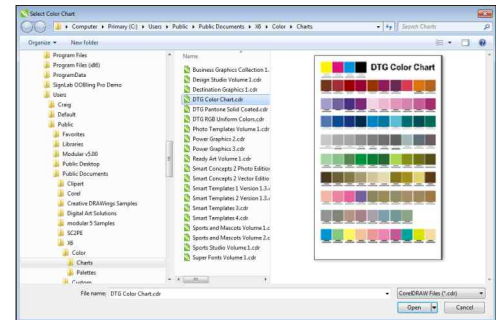 Select Color Chart
Computer ▸ Primary (C:) ▸ Users ▸ Public ▸ Public Documents ▸ X6 ▸ Color ▸ Charts
Search Charts
Organize
New Folder
Program Files
Program Files (x86)
ProgramData
SignLab OOBling Pro Demo
Users
Craig
Default
Public
Favorites
Libraries
Modular v5.00
Public Desktop
Public Documents
Clipart
Corel
Creative DRAWings Samples
Digital Art Solutions
modular 5 Samples
SC2PE
X6
Color
Charts
Palettes
Custom
Name
Business Graphics Collection 1.
Design Studio Volume 1.cdr
Destination Graphics 1.cdr
DTG Color Chart.cdr
DTG Pantone Solid Coated.cdr
DTG RGB Uniform Colors.cdr
Photo Templates Volume 1.cdr
Power Graphics 2.cdr
Power Graphics 3.cdr
Ready Art Volume 1.cdr
Smart Concepts 2 Photo Edition
Smart Concepts 2 Vector Editio
Smart Templates 1 Version 1.3.
Smart Templates 2 Version 1.3.
Smart Templates 3.cdr
Smart Templates 4.cdr
Sports and Mascots Volume 1.c
Sports and Mascots Volume 2.c
Sports Studio Volume 1.cdr
Super Fonts Volume 1.cdr
DTG Color Chart
File name: DTG Color Chart.cdr
CorelDRAW Files (*.cdr)
Open
Cancel